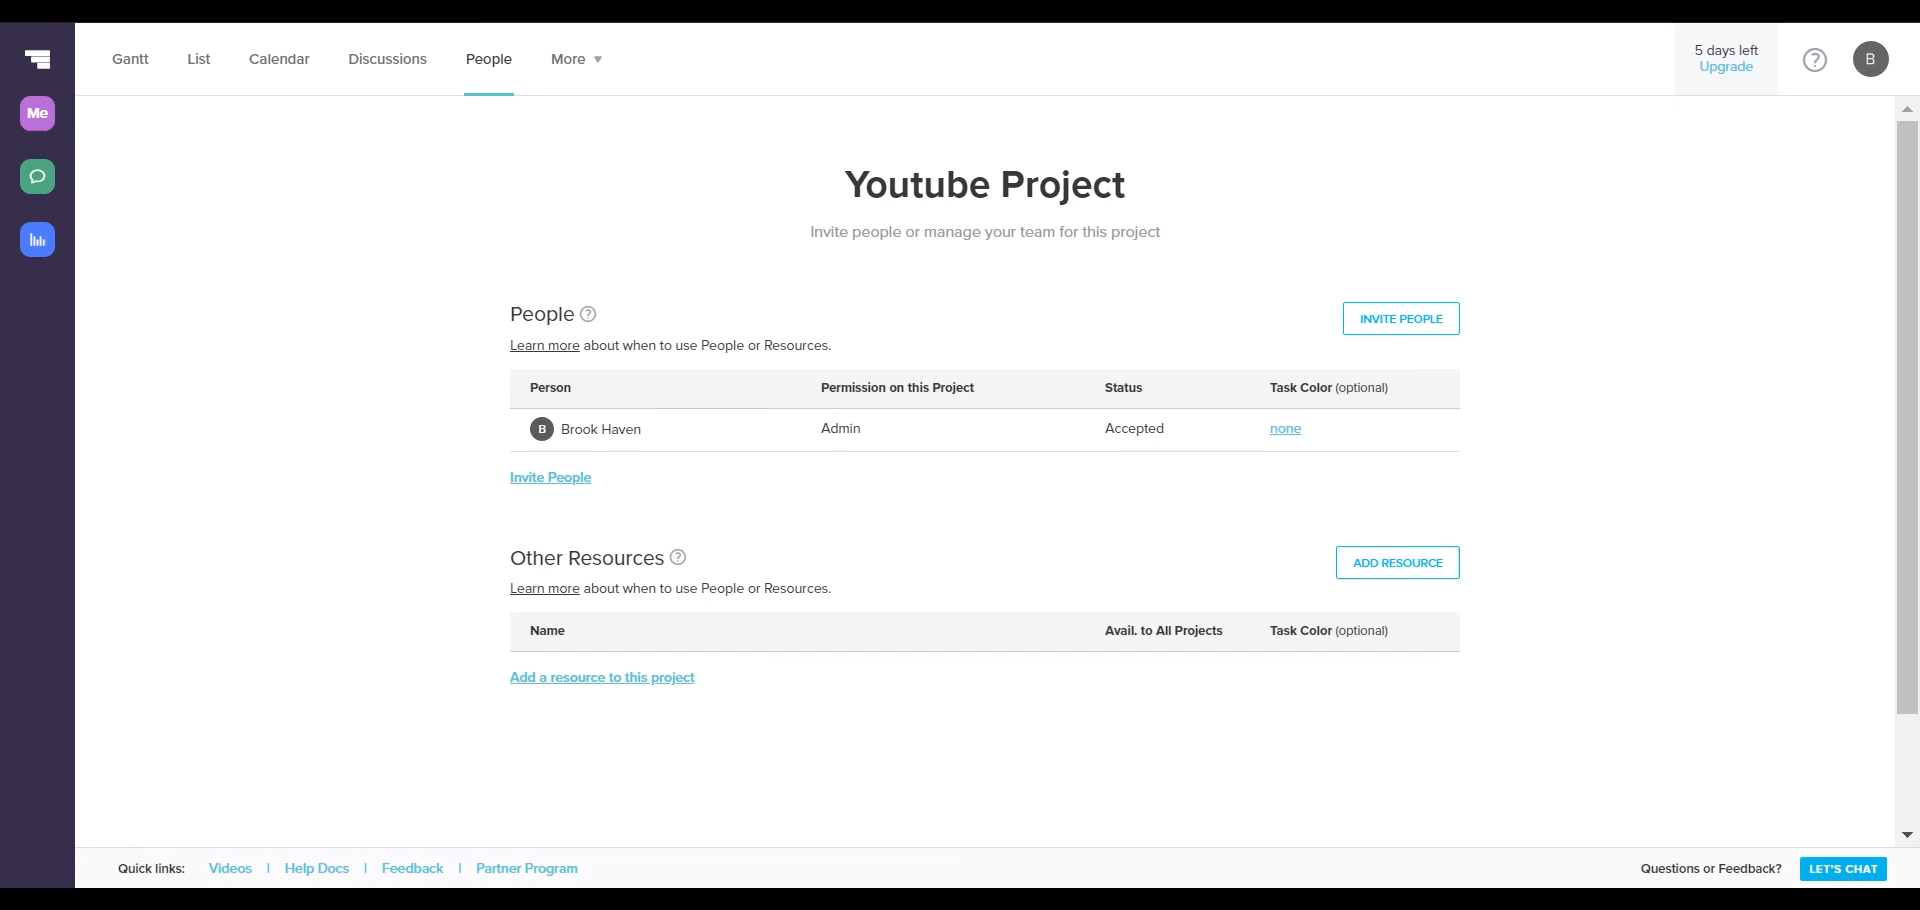 Gantt List Calendar Discussions People More
5 days left
Upgrade
?
B
Me
Youtube Project
Invite people or manage your team for this project
People ?
INVITE PEOPLE
Learn more about when to use People or Resources.
Person Permission on this Project Status Task Color (optional)
B Brook Haven Admin Accepted none
Invite People
Other Resources ?
ADD RESOURCE
Learn more about when to use People or Resources.
Name Avail. to All Projects Task Color (optional)
Add a resource to this project
Quick links: Videos | Help Docs | Feedback | Partner Program Questions or Feedback? LET'S CHAT